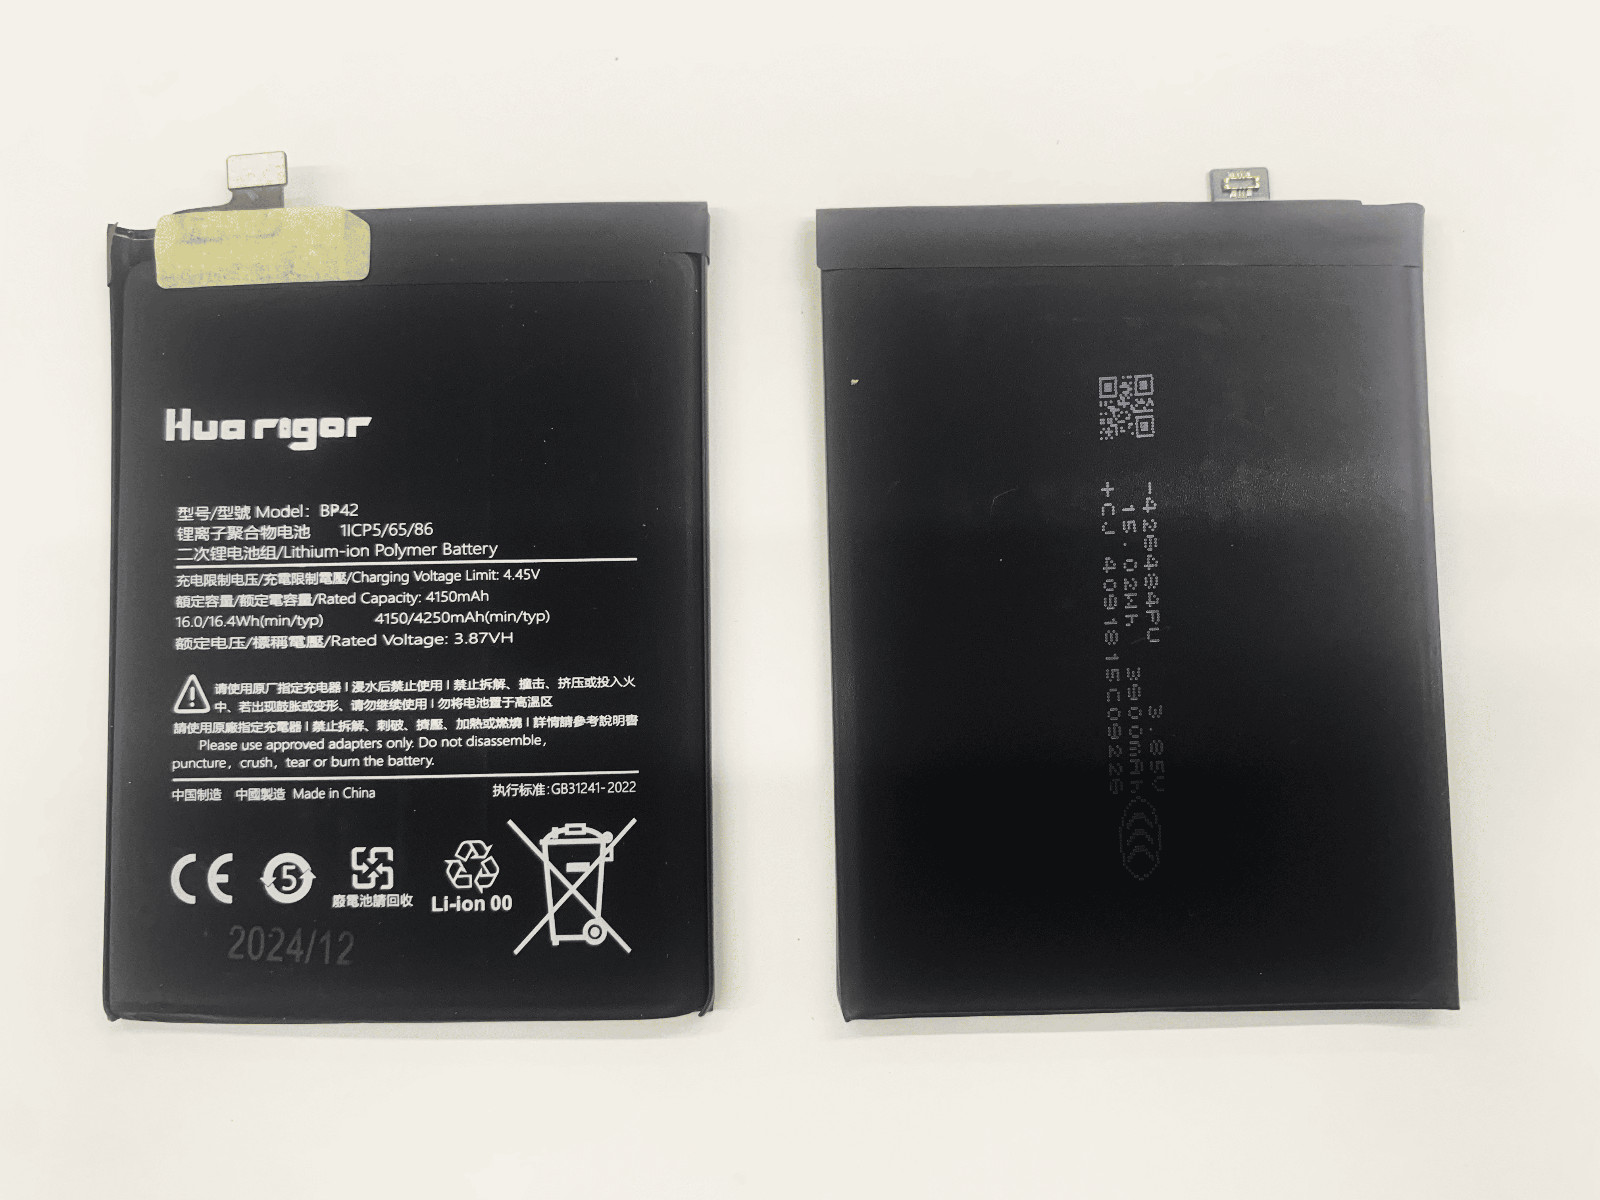 Huarigor
型号/型號 Model: BP42
锂离子聚合物电池 1ICP5/65/86
二次锂电池组/Lithium-ion Polymer Battery
充电限制电压/充電限制電壓/Charging Voltage Limit: 4.45V
額定容量/额定電容量/Rated Capacity: 4150mAh
16.0/16.4Wh(min/typ) 4150/4250mAh(min/typ)
额定电压/標稱電壓/Rated Voltage: 3.87VH
请使用原厂指定充电器 | 浸水后禁止使用 | 禁止拆解、撞击、挤压或投入火
中、若出现鼓胀或变形、请勿继续使用 | 勿将电池置于高温区
請使用原廠指定充電器 | 禁止拆解、刺破、擠壓、加熱或燃燒 | 詳情請參考說明書
Please use approved adapters only. Do not disassemble,
puncture, crush, tear or burn the battery.
中国制造 中國製造 Made in China
执行标准:GB31241-2022
CE
5
廢電池請回收
Li-ion 00
2024/12
-425484PU 3.85V
15.02Wh 3900mAh
+CJ 4091815C09226